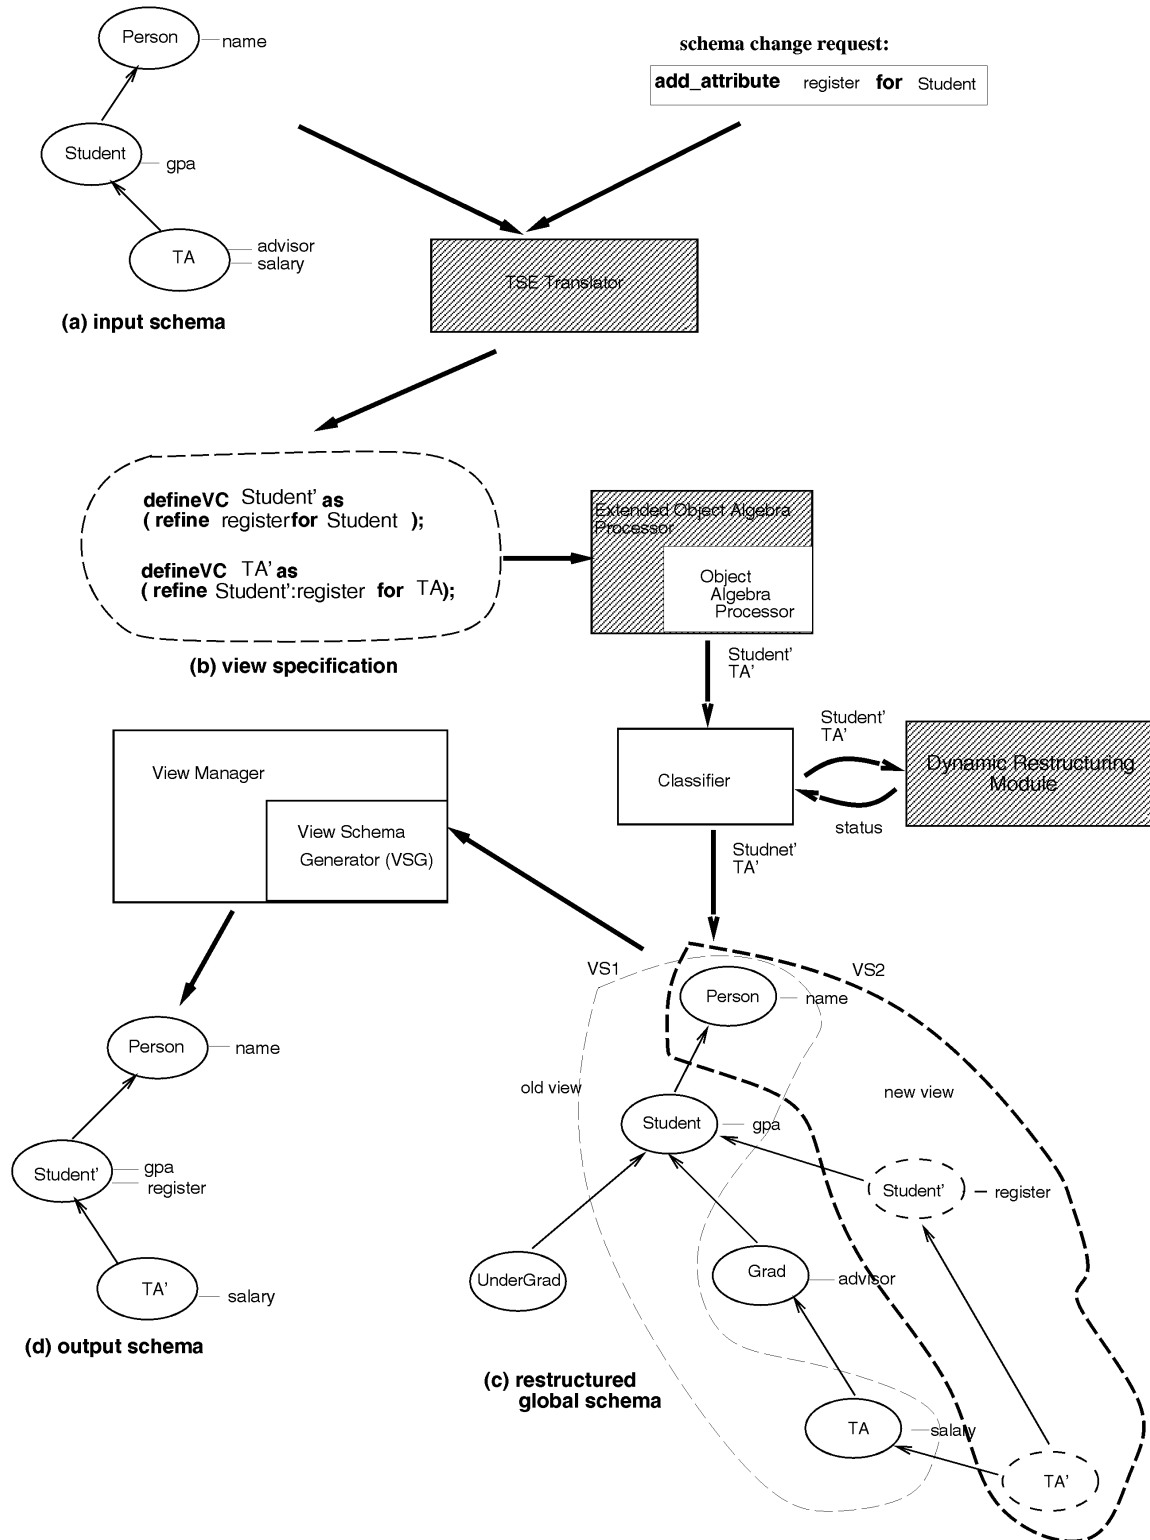 Person
name
schema change request:
add_attribute register for Student
Student
gpa
TA
advisor
salary
(a) input schema
TSE Translator
defineVC Student' as
( refine register for Student );
defineVC TA' as
( refine Student':register for TA);
(b) view specification
Extended Object Algebra
Processor
Object
Algebra
Processor
Student'
TA'
Classifier
Student'
TA'
status
Dynamic Restructuring
Module
View Manager
View Schema
Generator (VSG)
Studnet'
TA'
VS1
VS2
Person
name
old view
new view
Student
gpa
Student'
register
UnderGrad
Grad
advisor
TA
salary
TA'
(c) restructured
global schema
Person
name
Student'
gpa
register
TA'
salary
(d) output schema